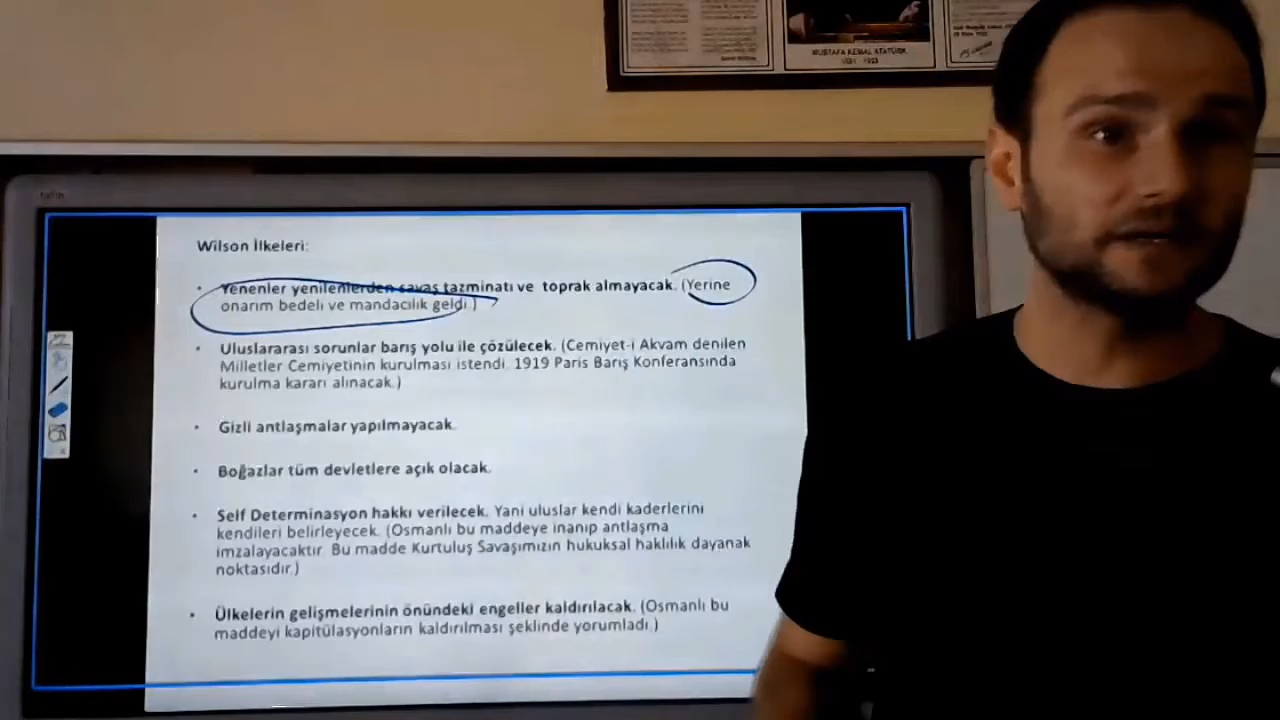 MUSTAFA KEMAL ATATÜRK
Wilson İlkeleri:
• Yenenler yenilenlerden savaş tazminatı ve toprak almayacak. (Yerine
onarım bedeli ve mandacılık geldi.)
• Uluslararası sorunlar barış yolu ile çözülecek. (Cemiyet-i Akvam denilen
Milletler Cemiyetinin kurulması istendi. 1919 Paris Barış Konferansında
kurulma kararı alınacak.)
• Gizli antlaşmalar yapılmayacak.
• Boğazlar tüm devletlere açık olacak.
• Self Determinasyon hakkı verilecek. Yani uluslar kendi kaderlerini
kendileri belirleyecek. (Osmanlı bu maddeye inanıp antlaşma
imzalayacaktır. Bu madde Kurtuluş Savaşımızın hukuksal haklılık dayanak
noktasıdır.)
• Ülkelerin gelişmelerinin önündeki engeller kaldırılacak. (Osmanlı bu
maddeyi kapitülasyonların kaldırılması şeklinde yorumladı.)